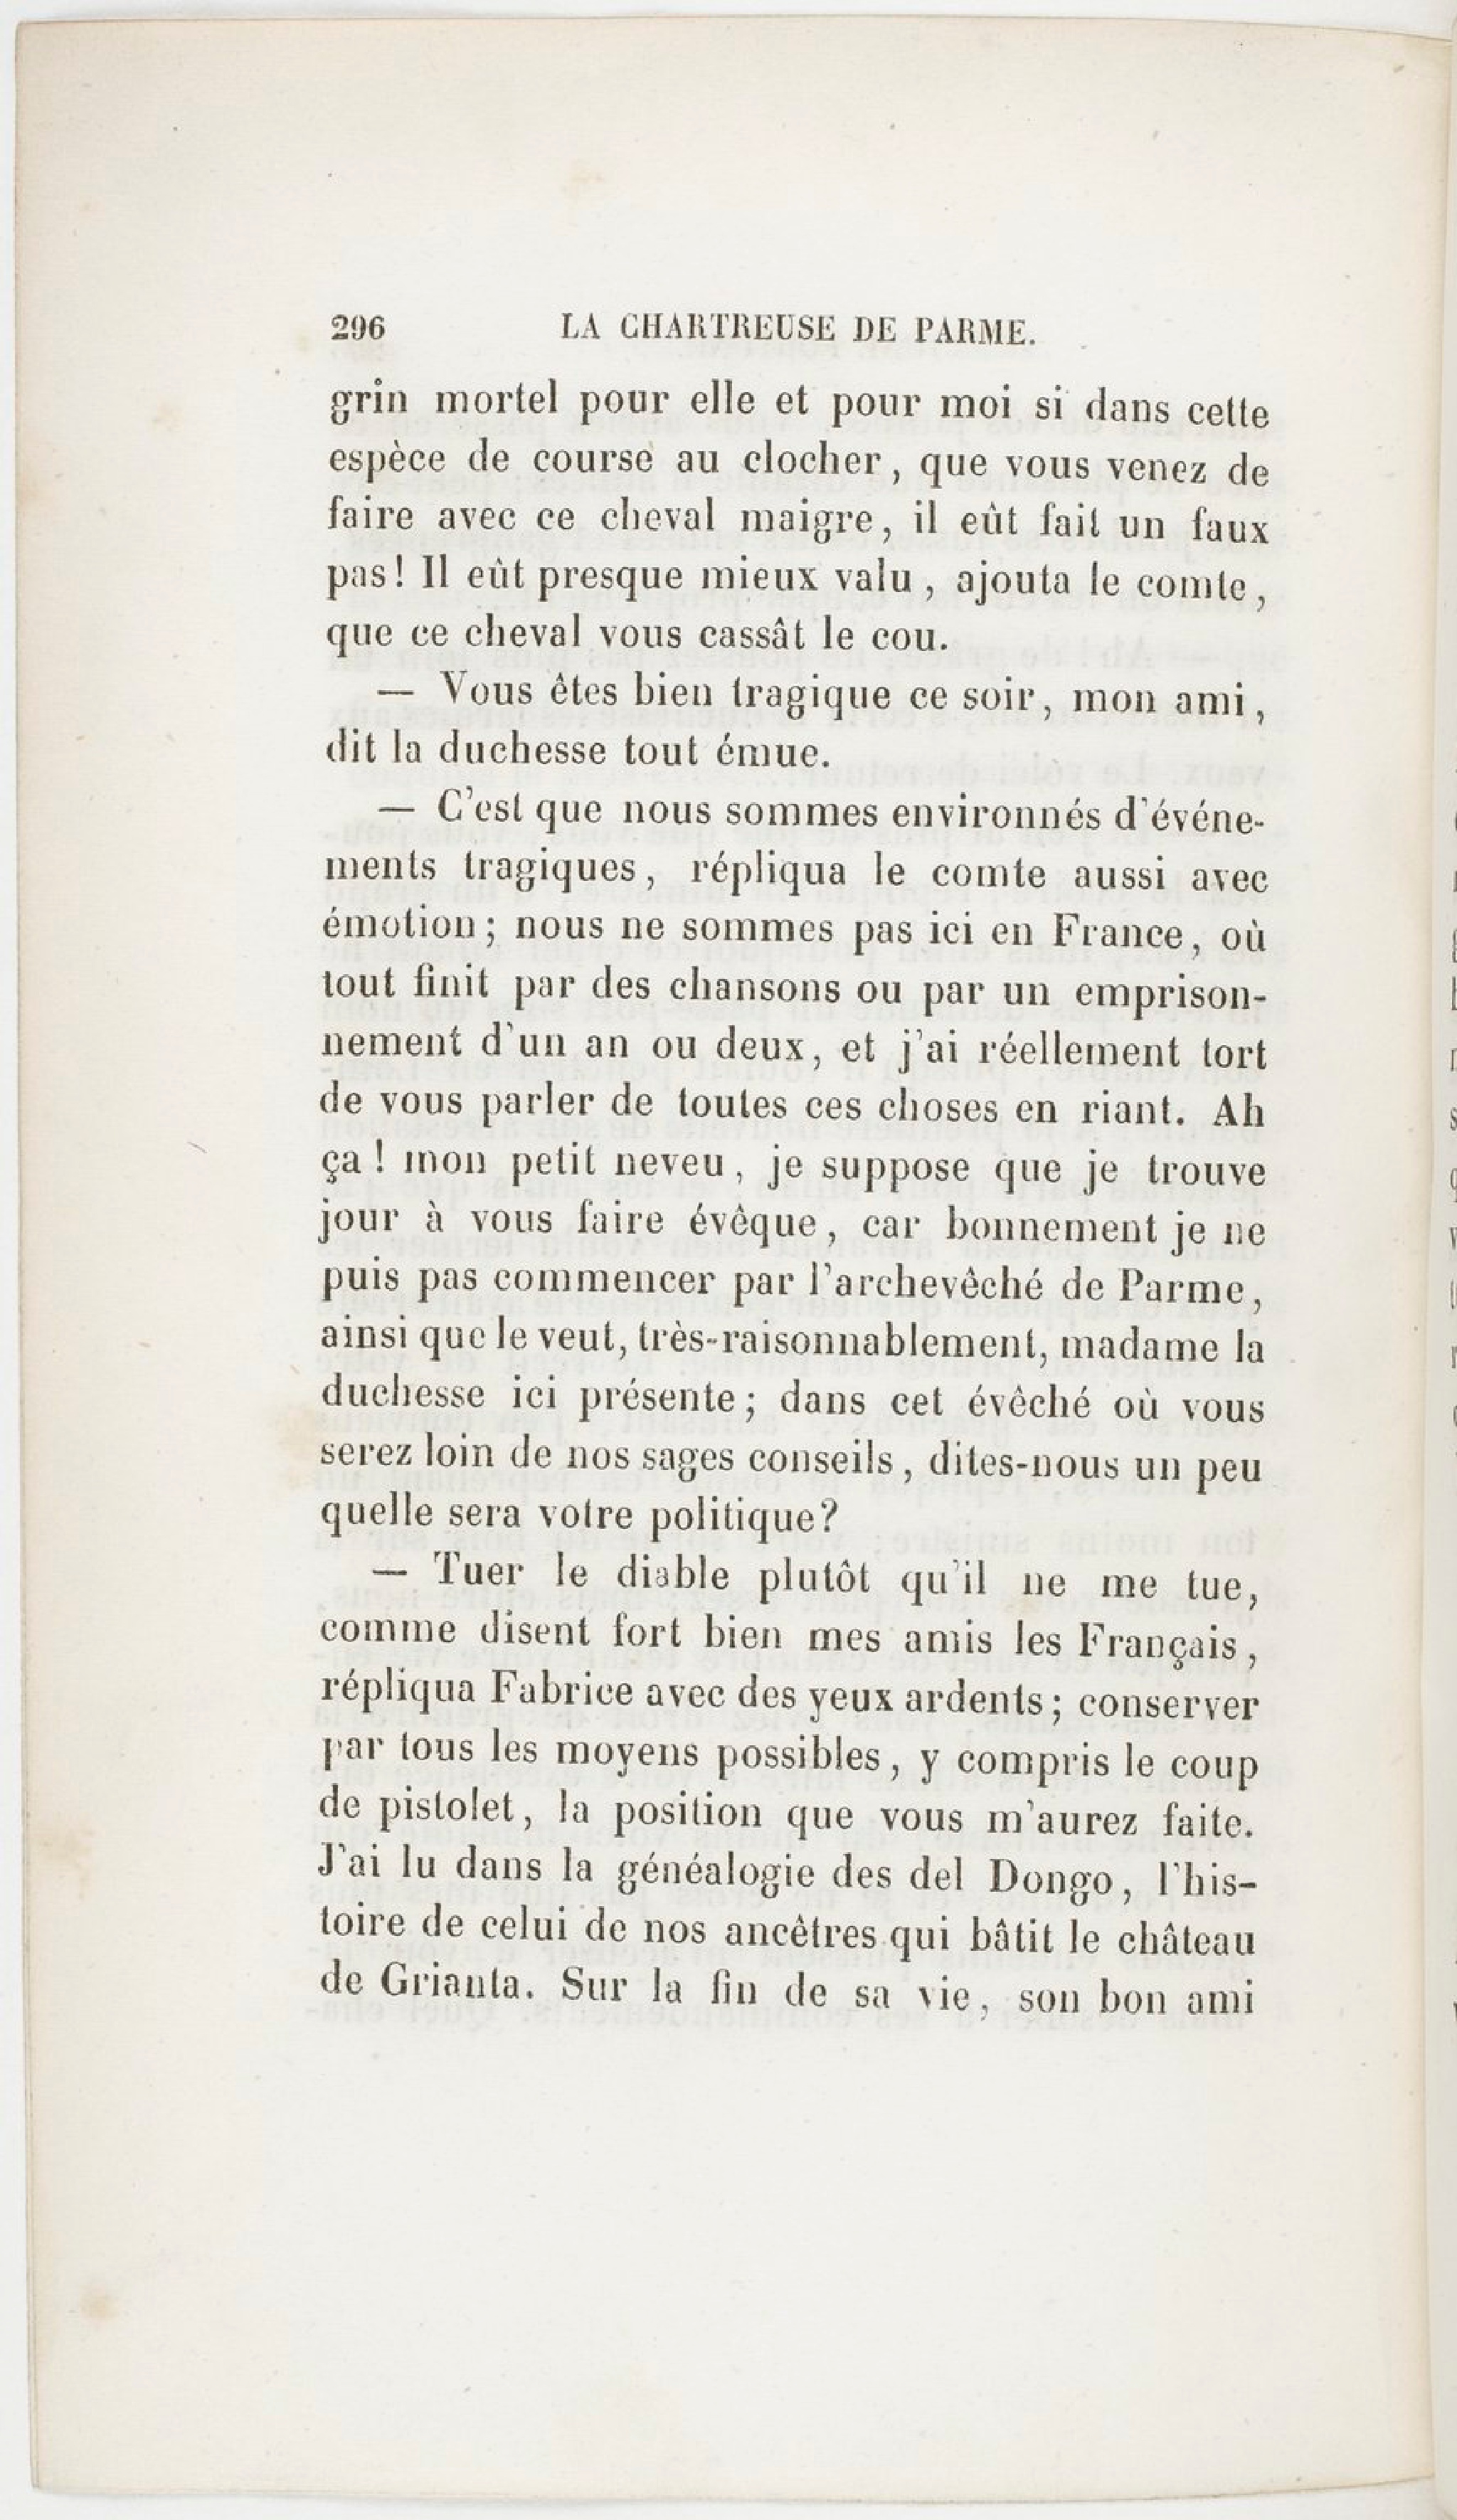 296 LA CHARTREUSE DE PARME.
grin mortel pour elle et pour moi si dans cette
espèce de course au clocher, que vous venez de
faire avec ce cheval maigre, il eût fait un faux
pas! Il eût presque mieux valu, ajouta le comte,
que ce cheval vous cassât le cou.
— Vous êtes bien tragique ce soir, mon ami,
dit la duchesse tout émue.
— C'est que nous sommes environnés d'événe-
ments tragiques, répliqua le comte aussi avec
émotion; nous ne sommes pas ici en France, où
tout finit par des chansons ou par un emprison-
nement d'un an ou deux, et j'ai réellement tort
de vous parler de toutes ces choses en riant. Ah
ça! mon petit neveu, je suppose que je trouve
jour à vous faire évêque, car bonnement je ne
puis pas commencer par l'archevêché de Parme,
ainsi que le veut, très-raisonnablement, madame la
duchesse ici présente; dans cet évêché où vous
serez loin de nos sages conseils, dites-nous un peu
quelle sera votre politique?
— Tuer le diable plutôt qu'il ne me tue,
comme disent fort bien mes amis les Français,
répliqua Fabrice avec des yeux ardents; conserver
par tous les moyens possibles, y compris le coup
de pistolet, la position que vous m'aurez faite.
J'ai lu dans la généalogie des del Dongo, l'his-
toire de celui de nos ancêtres qui bâtit le château
de Grianta. Sur la fin de sa vie, son bon ami